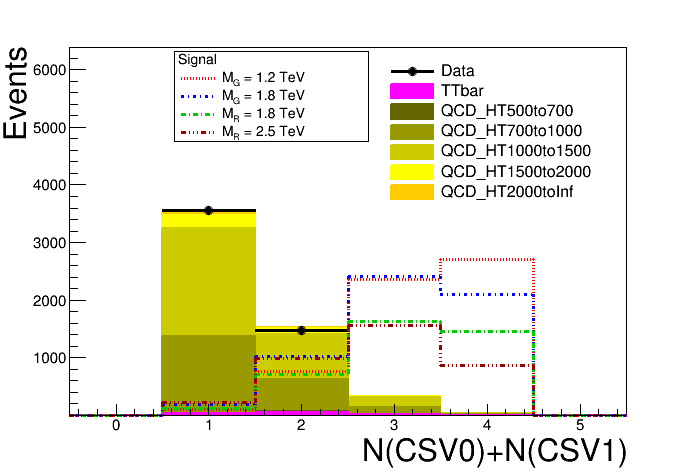 Events
6000
5000
4000
3000
2000
1000
Signal
M_G = 1.2 TeV
M_G = 1.8 TeV
M_R = 1.8 TeV
M_R = 2.5 TeV
Data
TTbar
QCD_HT500to700
QCD_HT700to1000
QCD_HT1000to1500
QCD_HT1500to2000
QCD_HT2000toInf
0 1 2 3 4 5
N(CSV0)+N(CSV1)